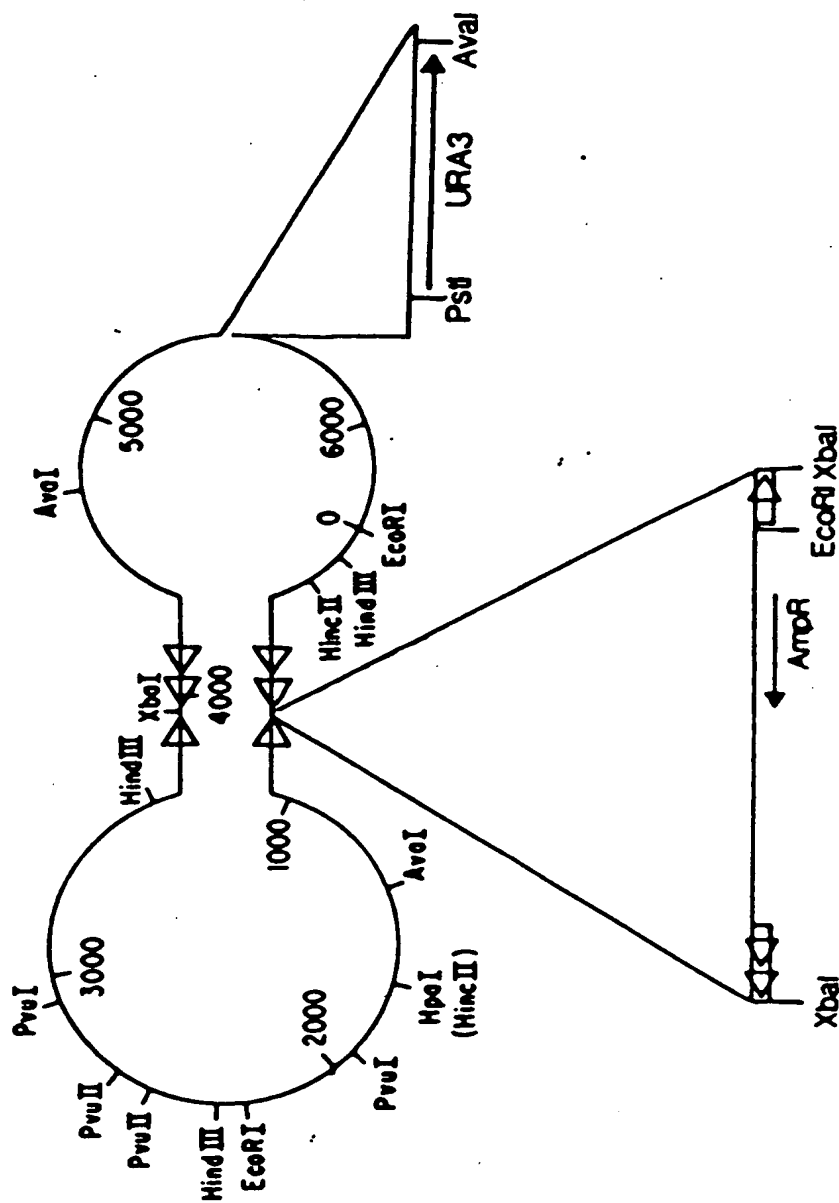 AvaI
5000
6000
0
EcoRI
HindIII
HincII
XbaI
4000
HindIII
3000
PvuI
PvuII
PvuII
HindIII
EcoRI
2000
PvuI
HpaI
(HincII)
AvaI
1000
PstI
URA3
AvaI
XbaI
AmpR
EcoRI XbaI